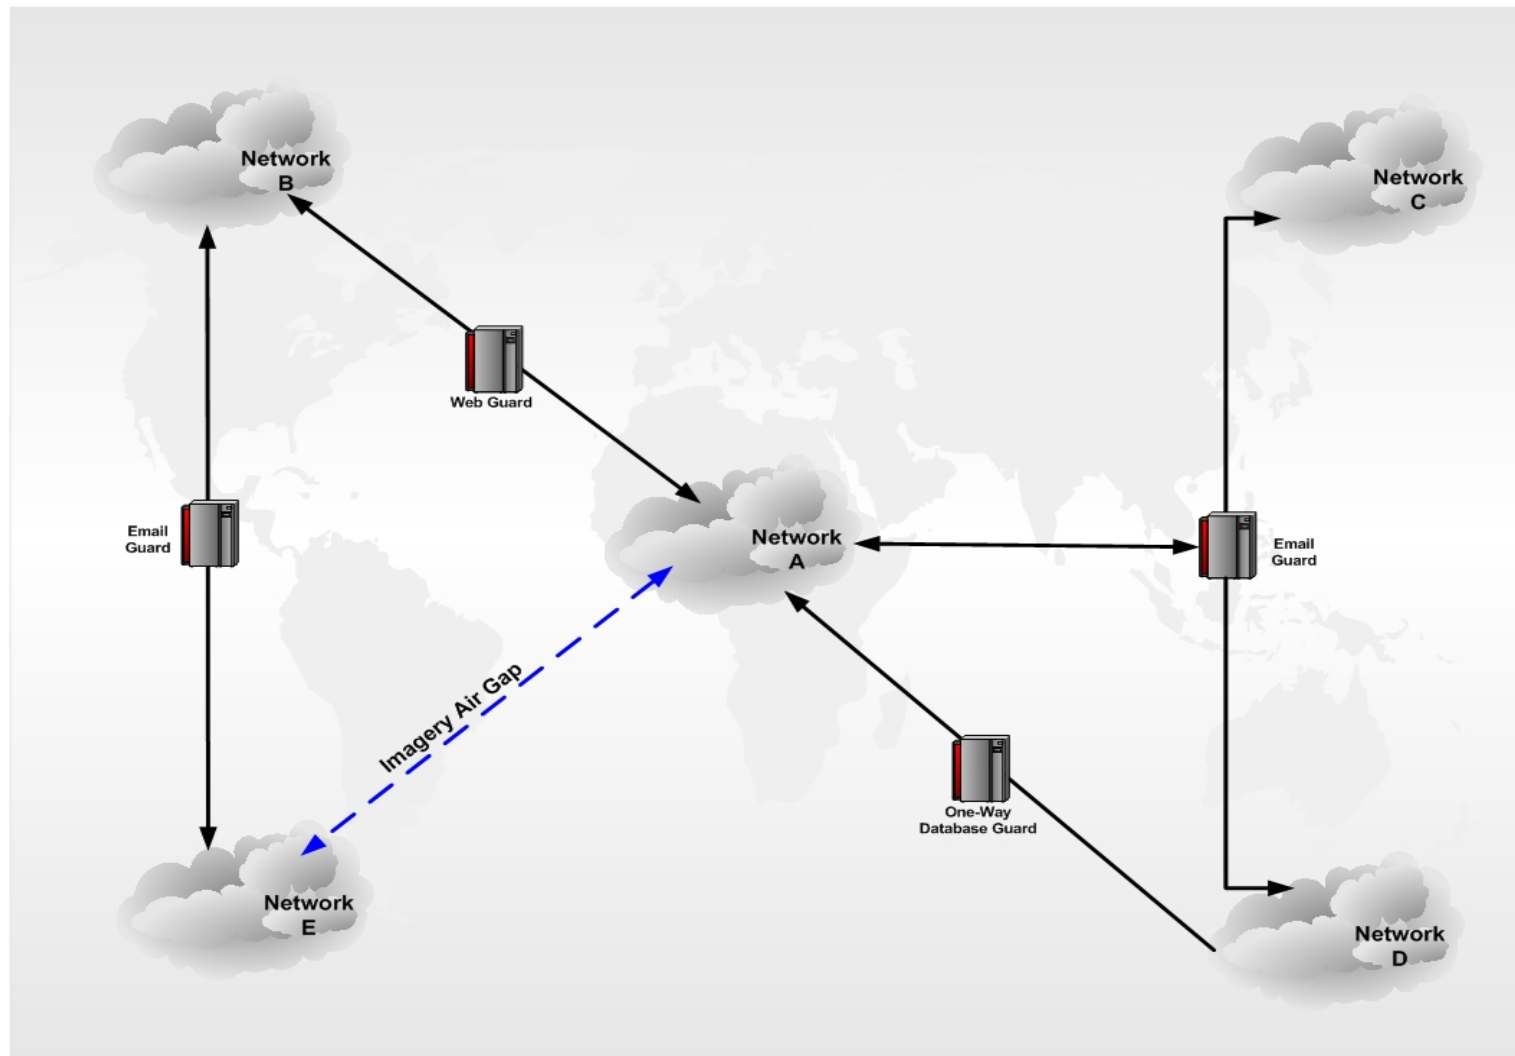 Network
B
Network
C
Web Guard
Email
Guard
Network
A
Email
Guard
Imagery Air Gap
One-Way
Database Guard
Network
E
Network
D